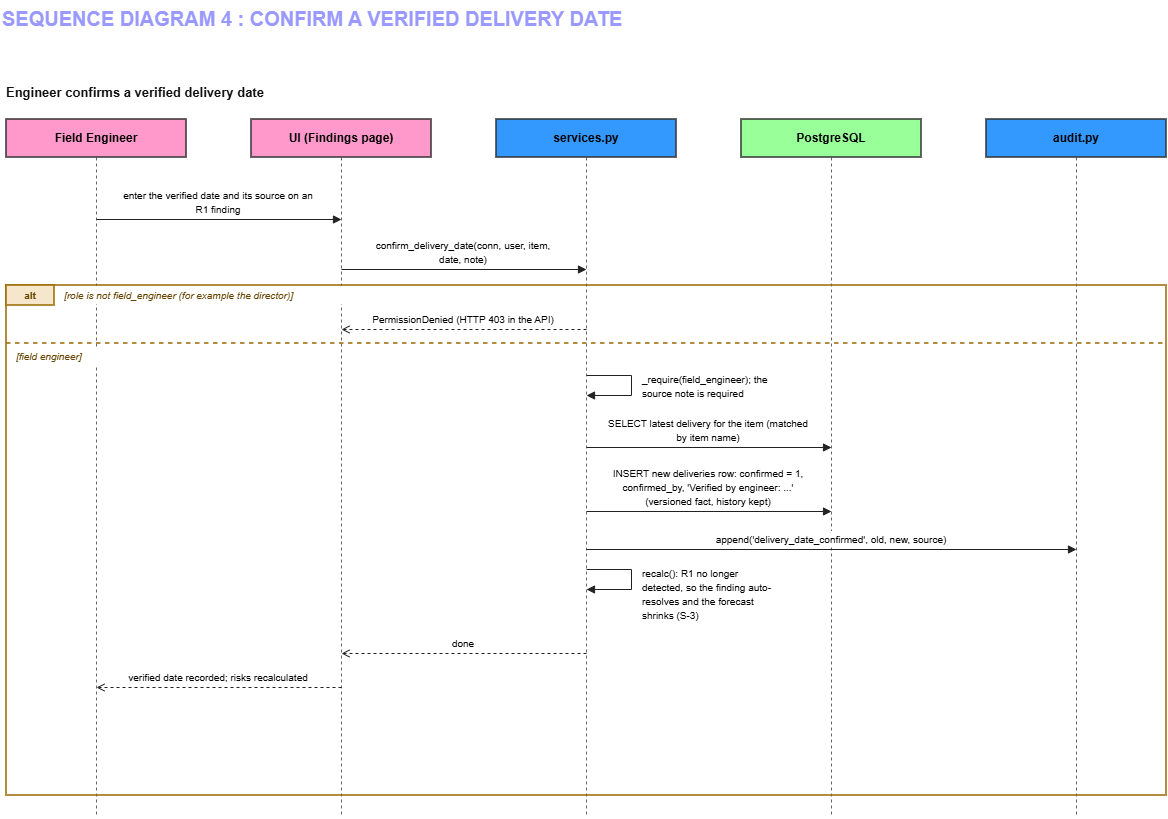 SEQUENCE DIAGRAM 4 : CONFIRM A VERIFIED DELIVERY DATE
Engineer confirms a verified delivery date
Field Engineer
UI (Findings page)
services.py
PostgreSQL
audit.py
enter the verified date and its source on an
R1 finding
confirm_delivery_date(conn, user, item,
date, note)
alt
[role is not field_engineer (for example the director)]
PermissionDenied (HTTP 403 in the API)
[field engineer]
_require(field_engineer); the
source note is required
SELECT latest delivery for the item (matched
by item name)
INSERT new deliveries row: confirmed = 1,
confirmed_by, 'Verified by engineer: ...'
(versioned fact, history kept)
append('delivery_date_confirmed', old, new, source)
recalc(): R1 no longer
detected, so the finding auto-
resolves and the forecast
shrinks (S-3)
done
verified date recorded; risks recalculated